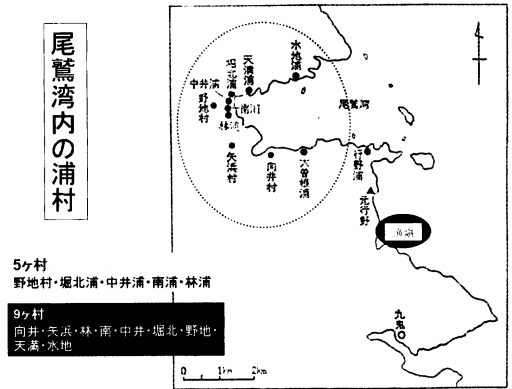 尾鷲湾内の浦村
水地浦
天満浦
堀北浦
中井浦
野地村
南浦
林浦
尾鷲湾
矢浜村
向井村
大曽根浦
行野浦
元行野
九鬼
5ヶ村
野地村・堀北浦・中井浦・南浦・林浦
9ヶ村
向井・矢浜・林・南・中井・堀北・野地・
天満・水地
0 1km 2km